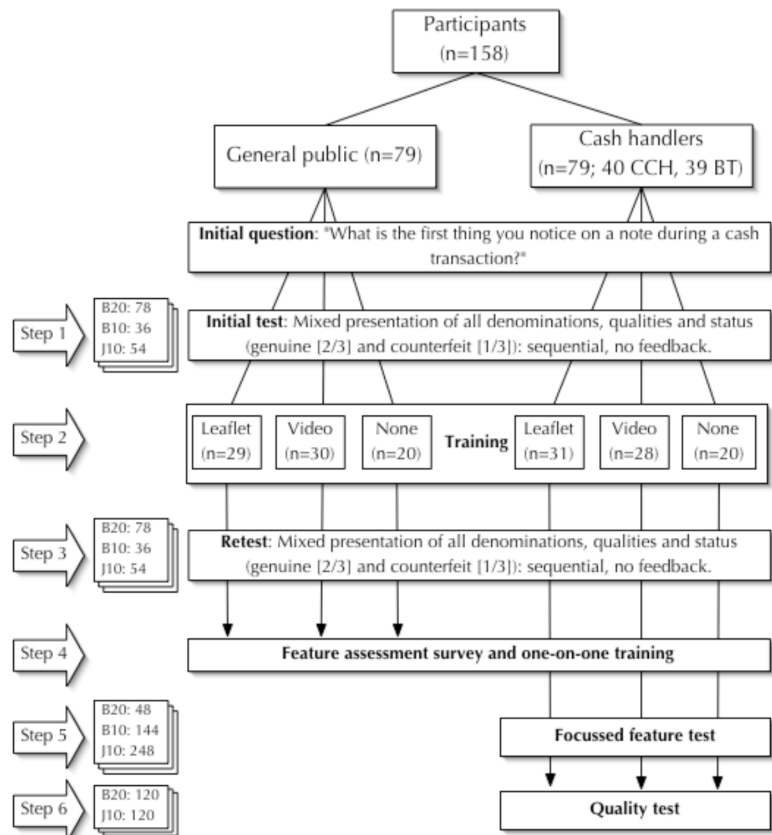 Participants
(n=158)
General public (n=79)
Cash handlers
(n=79; 40 CCH, 39 BT)
Initial question: "What is the first thing you notice on a note during a cash
transaction?"
Step 1
B20: 78
B10: 36
J10: 54
Initial test: Mixed presentation of all denominations, qualities and status
(genuine [2/3] and counterfeit [1/3]): sequential, no feedback.
Step 2
Leaflet
(n=29)
Video
(n=30)
None
(n=20)
Training
Leaflet
(n=31)
Video
(n=28)
None
(n=20)
Step 3
B20: 78
B10: 36
J10: 54
Retest: Mixed presentation of all denominations, qualities and status
(genuine [2/3] and counterfeit [1/3]): sequential, no feedback.
Step 4
Feature assessment survey and one-on-one training
Step 5
B20: 48
B10: 144
J10: 248
Focussed feature test
Step 6
B20: 120
J10: 120
Quality test